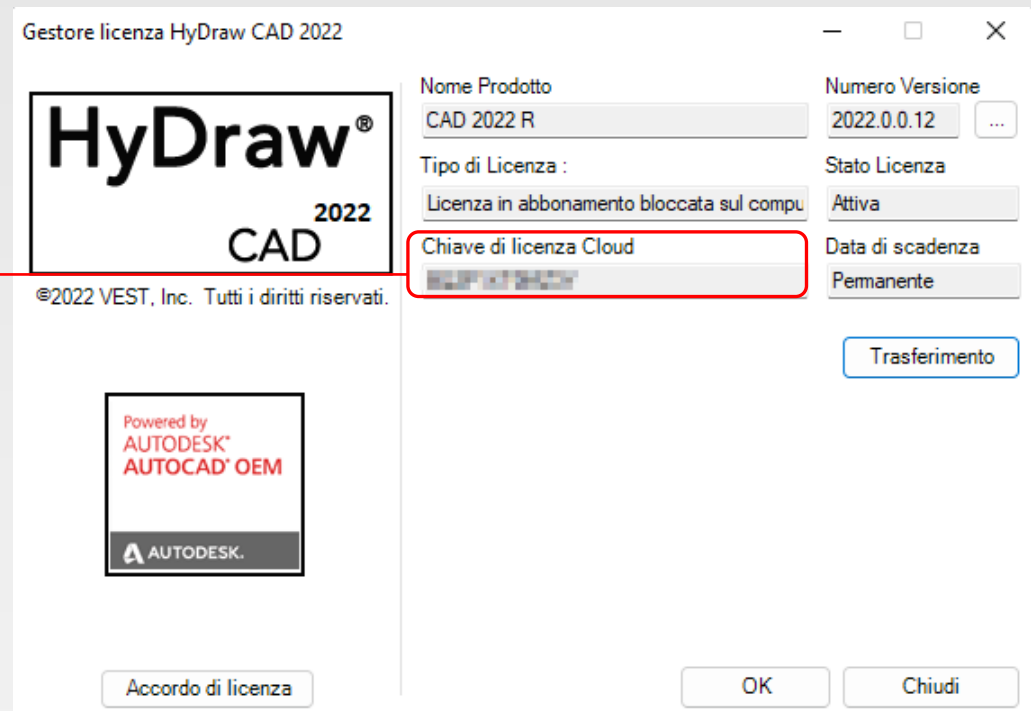 Gestore licenza HyDraw CAD 2022
HyDraw®
2022
CAD
©2022 VEST, Inc. Tutti i diritti riservati.
Powered by
AUTODESK®
AUTOCAD® OEM
AUTODESK.
Accordo di licenza
Nome Prodotto
CAD 2022 R
Numero Versione
2022.0.0.12
...
Tipo di Licenza :
Licenza in abbonamento bloccata sul compu
Stato Licenza
Attiva
Chiave di licenza Cloud
Data di scadenza
Permanente
Trasferimento
OK
Chiudi